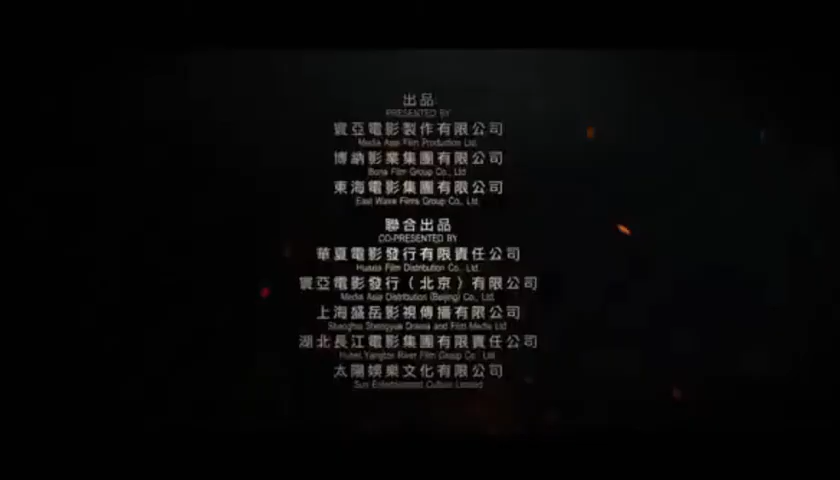 出品
PRESENTED BY
寰亞電影製作有限公司
Media Asia Film Production Ltd.
博納影業集團有限公司
Bona Film Group Co., Ltd
東海電影集團有限公司
East Wave Films Group Co., Ltd.
聯合出品
CO-PRESENTED BY
華夏電影發行有限責任公司
Huaxia Film Distribution Co., Ltd.
寰亞電影發行（北京）有限公司
Media Asia Distribution (Beijing) Co., Ltd.
上海盛岳影視傳播有限公司
Shanghai Shengyue Drama and Film Media Ltd
湖北長江電影集團有限責任公司
Hubei Yangtze River Film Group Co., Ltd
太陽娛樂文化有限公司
Sun Entertainment Culture Limited